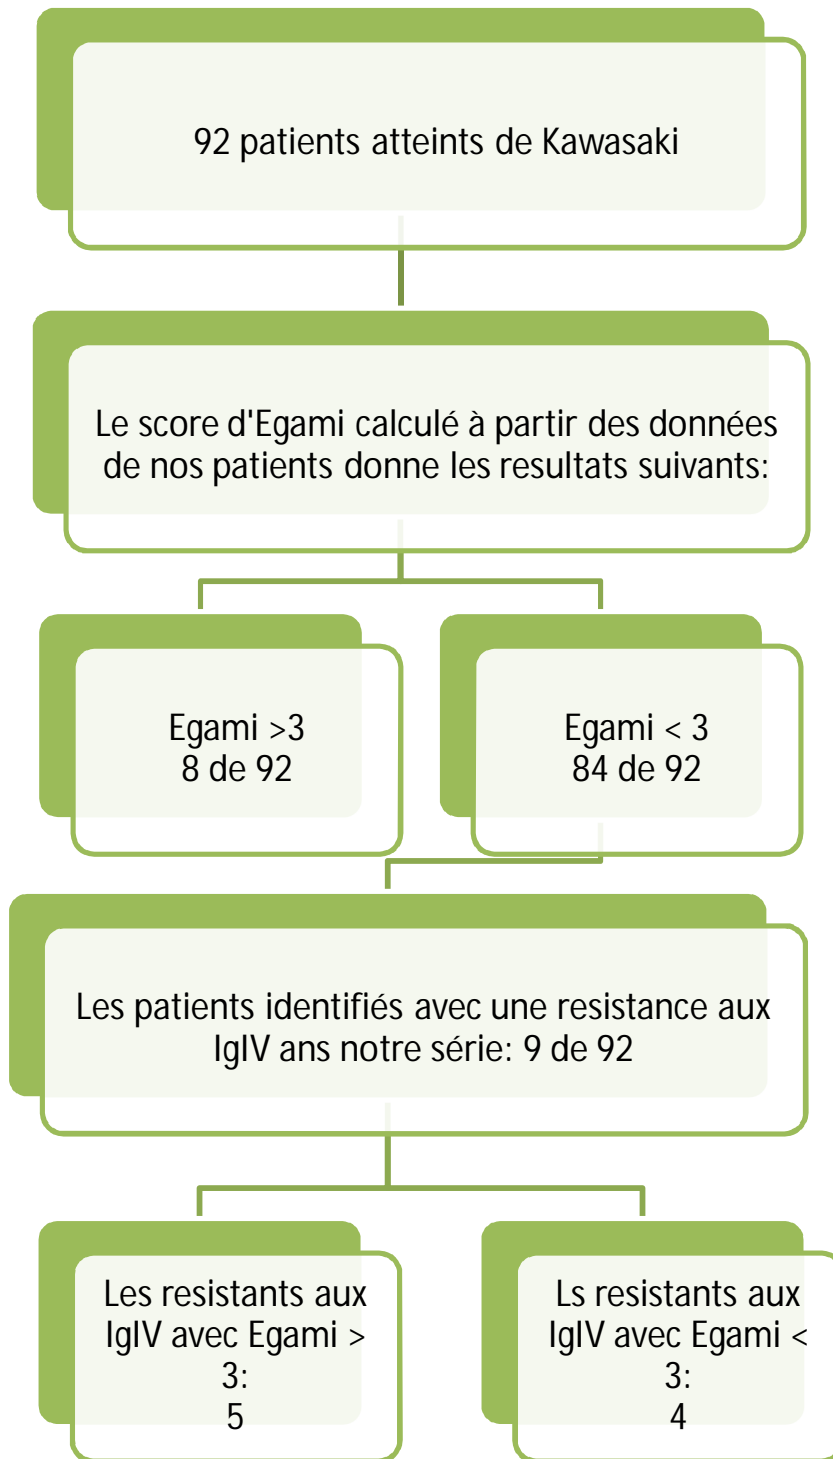 92 patients atteints de Kawasaki
Le score d'Egami calculé à partir des données
de nos patients donne les resultats suivants:
Egami >3
8 de 92
Egami < 3
84 de 92
Les patients identifiés avec une resistance aux
IgIV ans notre série: 9 de 92
Les resistants aux
IgIV avec Egami >
3:
5
Ls resistants aux
IgIV avec Egami <
3:
4